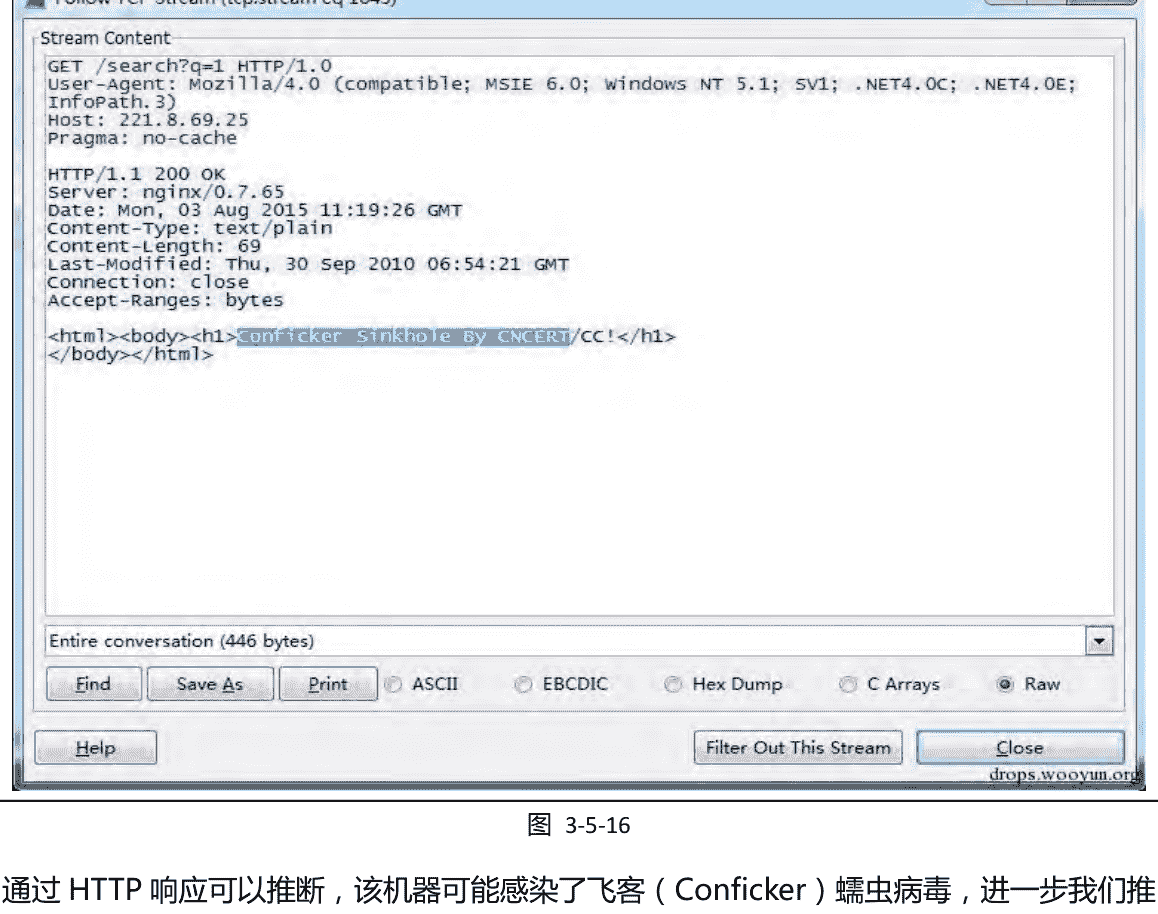 Follow TCP Stream (tcp.stream eq 1645)
Stream Content
GET /search?q=1 HTTP/1.0
User-Agent: Mozilla/4.0 (compatible; MSIE 6.0; Windows NT 5.1; SV1; .NET4.0C; .NET4.0E;
InfoPath.3)
Host: 221.8.69.25
Pragma: no-cache
HTTP/1.1 200 OK
Server: nginx/0.7.65
Date: Mon, 03 Aug 2015 11:19:26 GMT
Content-Type: text/plain
Content-Length: 69
Last-Modified: Thu, 30 Sep 2010 06:54:21 GMT
Connection: close
Accept-Ranges: bytes
<html><body><h1>Conficker Sinkhole By CNCERT/CC!</h1>
</body></html>
Entire conversation (446 bytes)
Find Save As Print ASCII EBCDIC Hex Dump C Arrays Raw
Help Filter Out This Stream Close
drops.wooyun.org
图 3-5-16
通过 HTTP 响应可以推断，该机器可能感染了飞客（Conficker）蠕虫病毒，进一步我们推